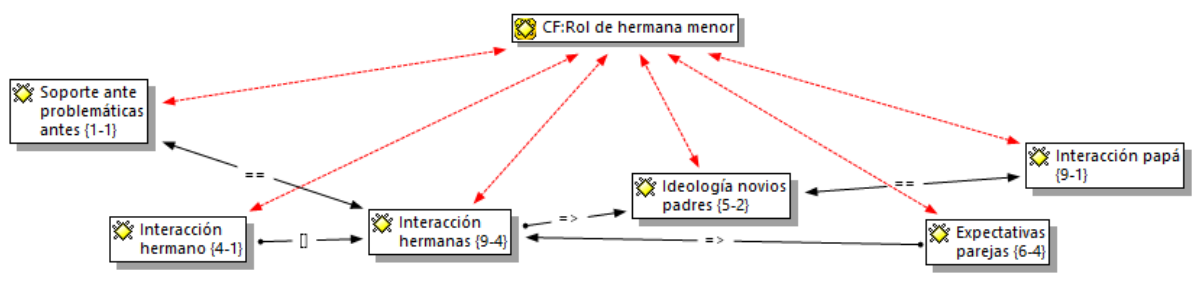 CF:Rol de hermana menor
Soporte ante
problemáticas
antes {1-1}
==
Interacción papá
{9-1}
==
Ideología novios
padres {5-2}
Interacción
hermano {4-1}
[]
Interacción
hermanas {9-4}
=>
=>
Expectativas
parejas {6-4}